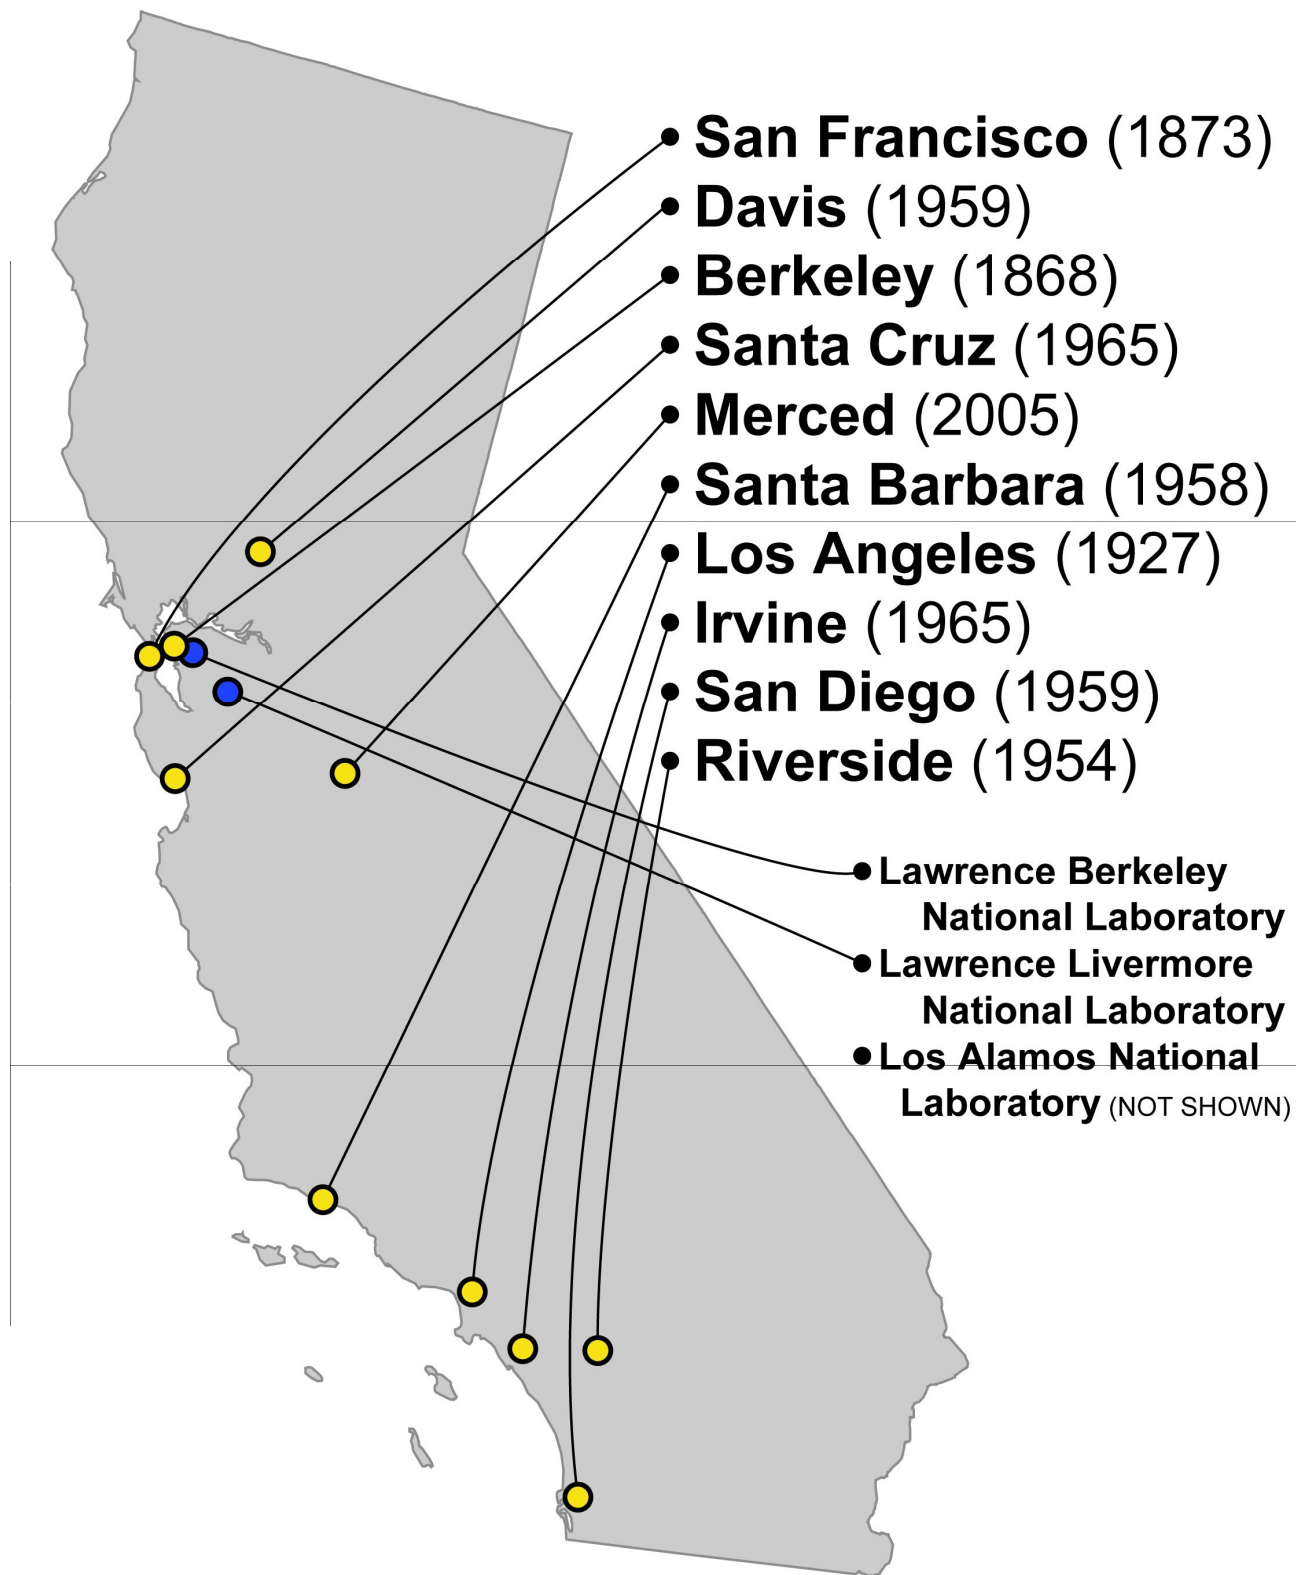 San Francisco (1873)
Davis (1959)
Berkeley (1868)
Santa Cruz (1965)
Merced (2005)
Santa Barbara (1958)
Los Angeles (1927)
Irvine (1965)
San Diego (1959)
Riverside (1954)
Lawrence Berkeley
National Laboratory
Lawrence Livermore
National Laboratory
Los Alamos National
Laboratory (NOT SHOWN)